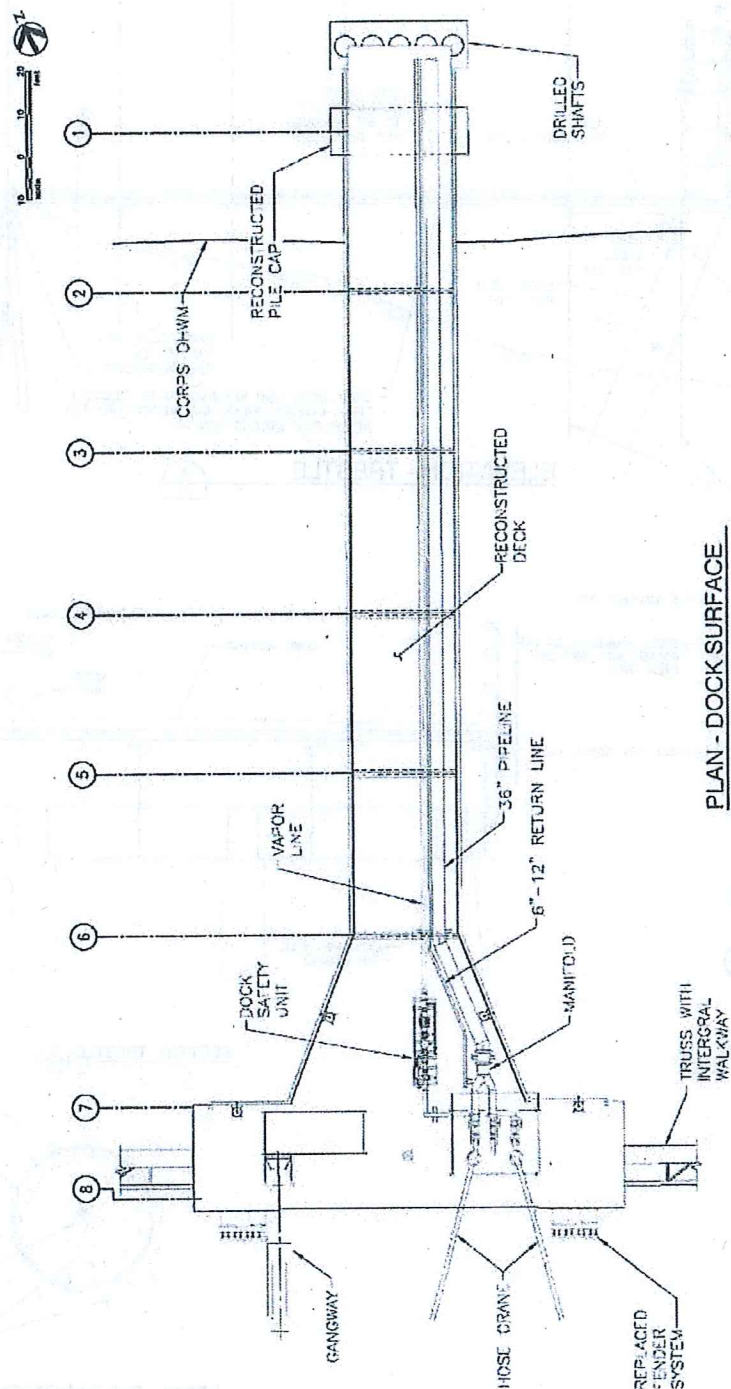 Z
10
0
10
20
feet
1
2
3
4
5
6
7
8
CORPS OHWM
RECONSTRUCTED
PILE CAP
DRILLED
SHAFTS
RECONSTRUCTED
DECK
VAPOR
LINE
36" PIPELINE
6"-12" RETURN LINE
DOCK
SAFETY
UNIT
MANIFOLD
TRUSS WITH
INTERGRAL
WALKWAY
GANGWAY
HOSE CRANE
REPLACED
FENDER
SYSTEM
PLAN - DOCK SURFACE